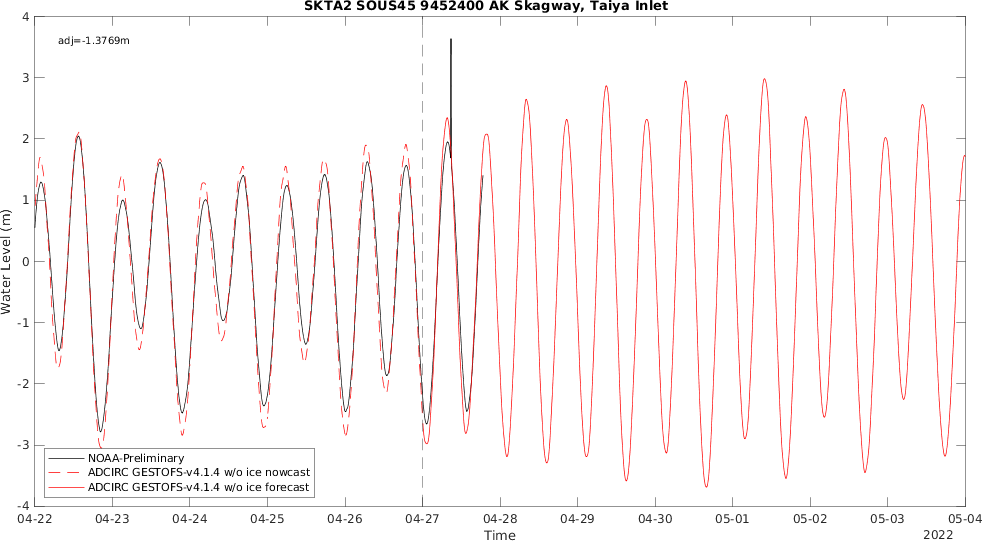 SKTA2 SOUS45 9452400 AK Skagway, Taiya Inlet
adj=-1.3769m
4
3
2
1
0
-1
-2
-3
-4
Water Level (m)
NOAA-Preliminary
ADCIRC GESTOFS-v4.1.4 w/o ice nowcast
ADCIRC GESTOFS-v4.1.4 w/o ice forecast
04-22 04-23 04-24 04-25 04-26 04-27 04-28 04-29 04-30 05-01 05-02 05-03 05-04
Time
2022